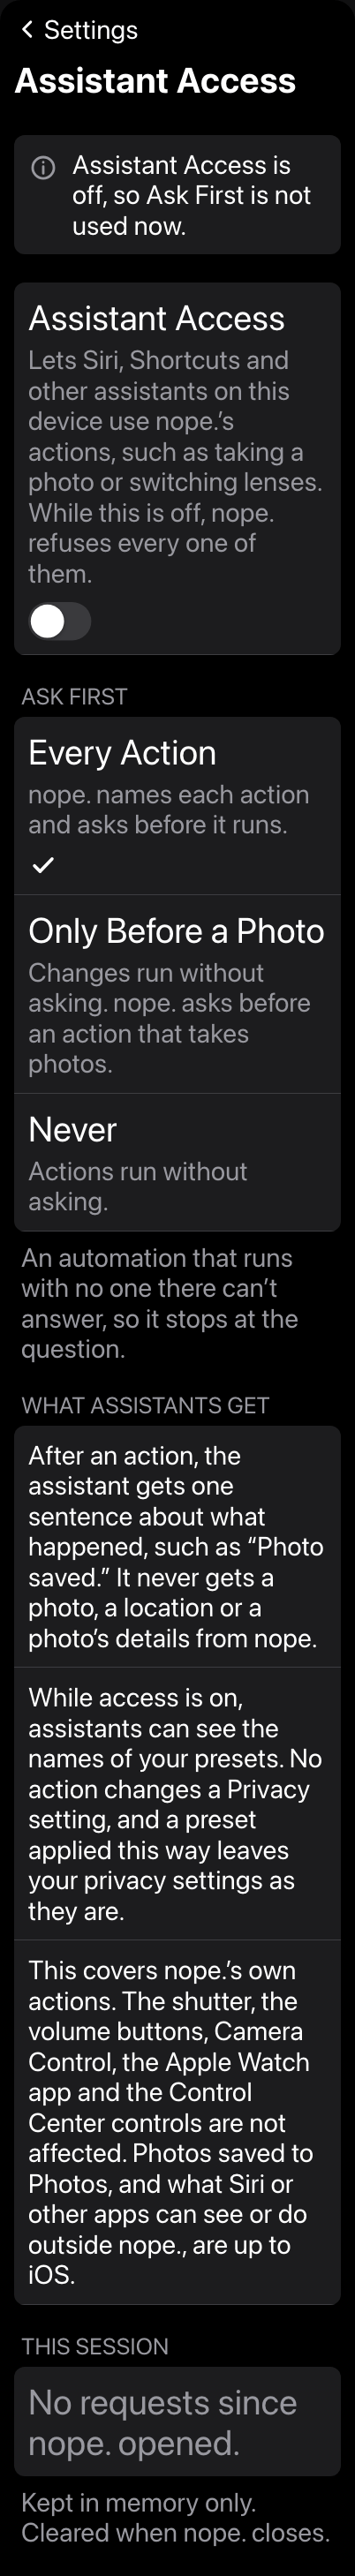 Settings
Assistant Access
Assistant Access is
off, so Ask First is not
used now.
Assistant Access
Lets Siri, Shortcuts and
other assistants on this
device use nope.’s
actions, such as taking a
photo or switching lenses.
While this is off, nope.
refuses every one of
them.
ASK FIRST
Every Action
nope. names each action
and asks before it runs.
Only Before a Photo
Changes run without
asking. nope. asks before
an action that takes
photos.
Never
Actions run without
asking.
An automation that runs
with no one there can’t
answer, so it stops at the
question.
WHAT ASSISTANTS GET
After an action, the
assistant gets one
sentence about what
happened, such as “Photo
saved.” It never gets a
photo, a location or a
photo’s details from nope.
While access is on,
assistants can see the
names of your presets. No
action changes a Privacy
setting, and a preset
applied this way leaves
your privacy settings as
they are.
This covers nope.’s own
actions. The shutter, the
volume buttons, Camera
Control, the Apple Watch
app and the Control
Center controls are not
affected. Photos saved to
Photos, and what Siri or
other apps can see or do
outside nope., are up to
iOS.
THIS SESSION
No requests since
nope. opened.
Kept in memory only.
Cleared when nope. closes.